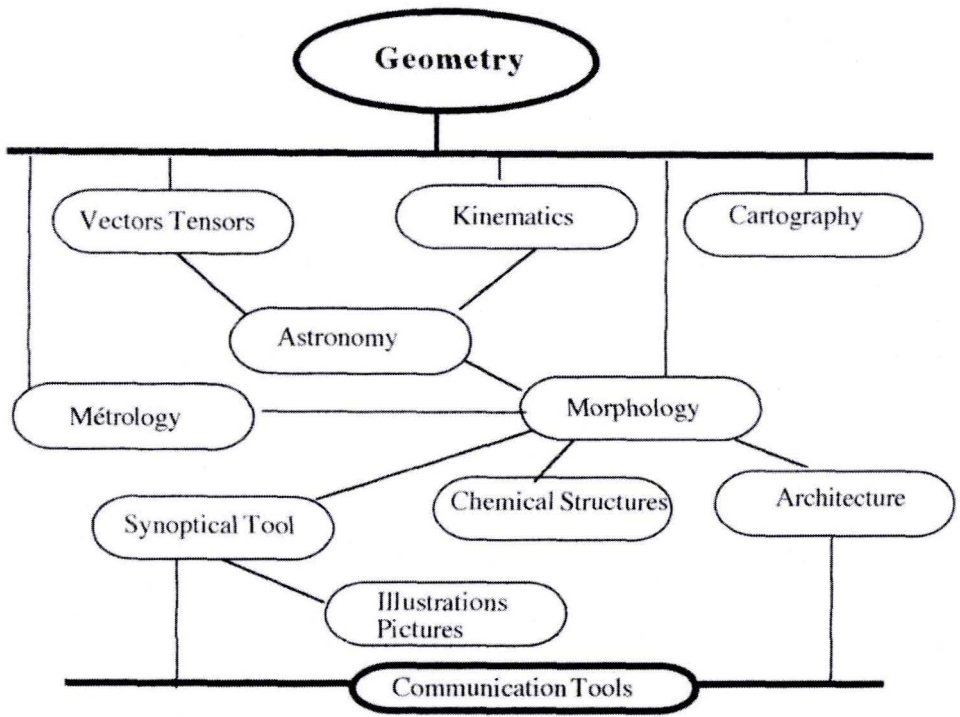 Geometry
Vectors Tensors
Kinematics
Cartography
Astronomy
Métrology
Morphology
Chemical Structures
Architecture
Synoptical Tool
Illustrations
Pictures
Communication Tools